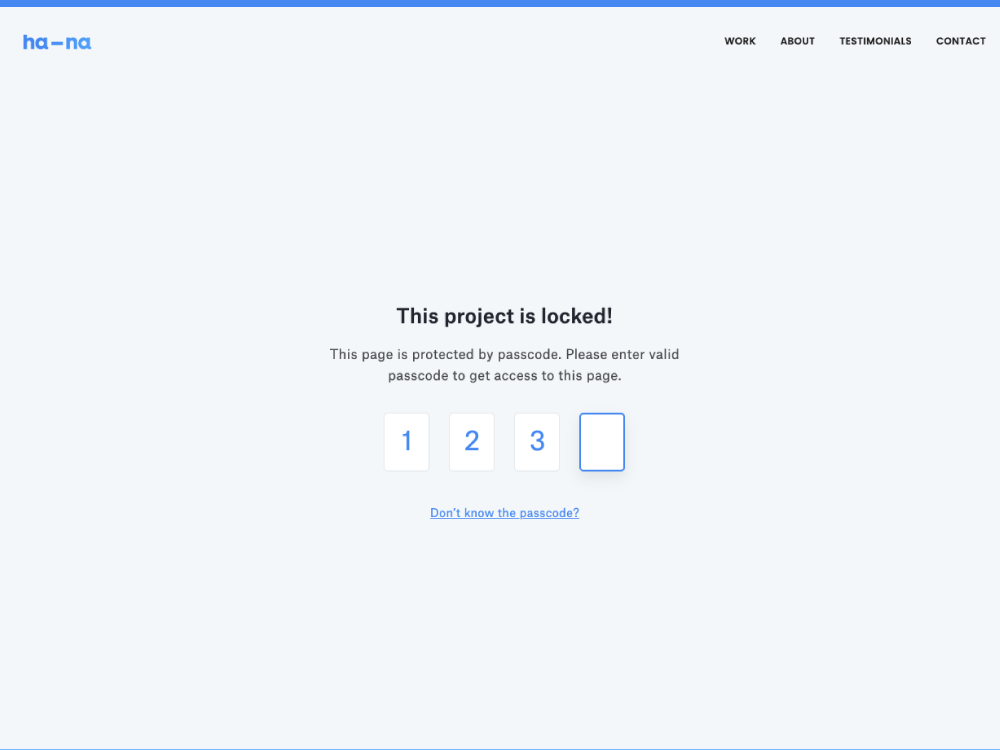 ha–na
WORK ABOUT TESTIMONIALS CONTACT
This project is locked!
This page is protected by passcode. Please enter valid
passcode to get access to this page.
1 2 3
Don't know the passcode?